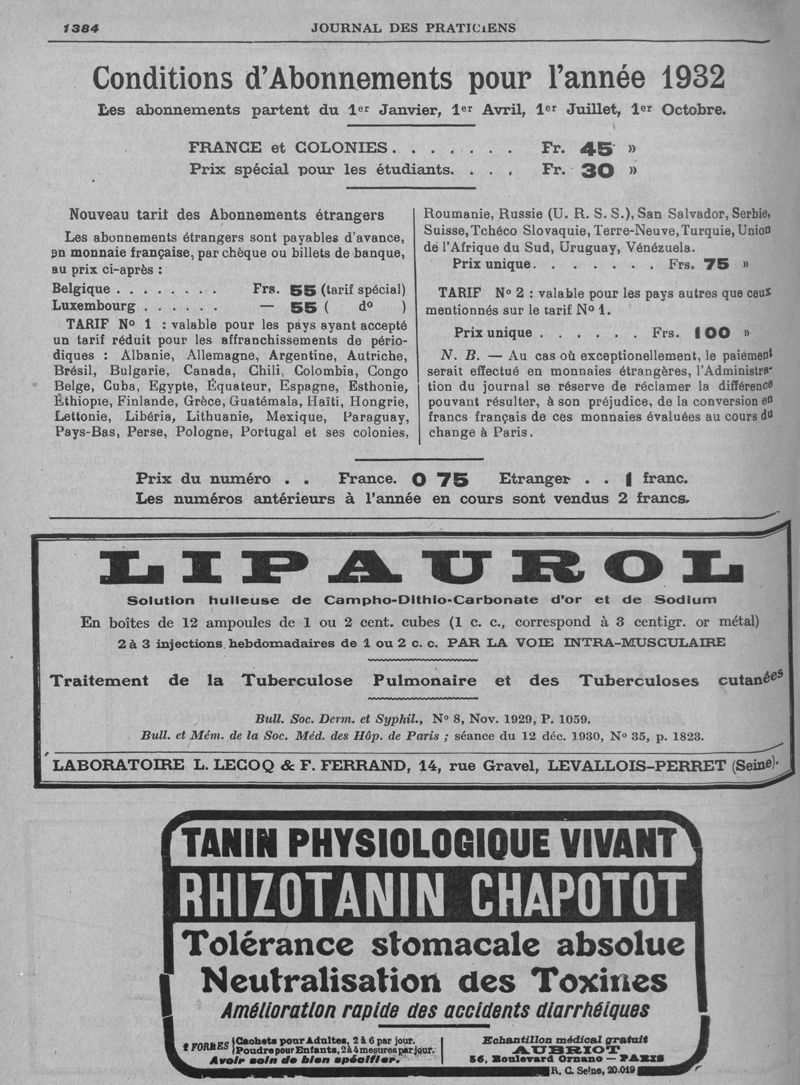 1384
JOURNAL DES PRATICiENS
Conditions d'Abonnements pour l'année 1932
Les abonnements partent du 1er Janvier, 1er Avril, 1er Juillet, 1er Octobre.
FRANCE et COLONIES. . . . . . . Fr. 45 »
Prix spécial pour les étudiants. . . . Fr. 30 »
Nouveau tarif des Abonnements étrangers
Les abonnements étrangers sont payables d'avance,
en monnaie française, par chèque ou billets de banque,
au prix ci-après :
Belgique . . . . . . . . Frs. 55 (tarif spécial)
Luxembourg . . . . . . — 55 ( do )
TARIF No 1 : valable pour les pays ayant accepté
un tarif réduit pour les affranchissements de pério-
diques : Albanie, Allemagne, Argentine, Autriche,
Brésil, Bulgarie, Canada, Chili, Colombia, Congo
Belge, Cuba, Egypte, Équateur, Espagne, Esthonie,
Éthiopie, Finlande, Grèce, Guatémala, Haïti, Hongrie,
Lettonie, Libéria, Lithuanie, Mexique, Paraguay,
Pays-Bas, Perse, Pologne, Portugal et ses colonies,
Roumanie, Russie (U. R. S. S.), San Salvador, Serbie,
Suisse, Tchéco Slovaquie, Terre-Neuve, Turquie, Union
de l'Afrique du Sud, Uruguay, Vénézuela.
Prix unique. . . . . . . . Frs. 75 »
TARIF No 2 : valable pour les pays autres que ceux
mentionnés sur le tarif No 1.
Prix unique . . . . . . Frs. 100 »
N. B. — Au cas où exceptionellement, le paiement
serait effectué en monnaies étrangères, l'Administra-
tion du journal se réserve de réclamer la différence
pouvant résulter, à son préjudice, de la conversion en
francs français de ces monnaies évaluées au cours du
change à Paris.
Prix du numéro . . France. 0 75 Etranger . . 1 franc.
Les numéros antérieurs à l'année en cours sont vendus 2 francs.
LIPAUROL
Solution huileuse de Campho-Dithio-Carbonate d'or et de Sodium
En boîtes de 12 ampoules de 1 ou 2 cent. cubes (1 c. c., correspond à 3 centigr. or métal)
2 à 3 injections hebdomadaires de 1 ou 2 c. c. PAR LA VOIE INTRA-MUSCULAIRE
Traitement de la Tuberculose Pulmonaire et des Tuberculoses cutanées
Bull. Soc. Derm. et Syphil., No 8, Nov. 1929, P. 1059.
Bull. et Mém. de la Soc. Méd. des Hôp. de Paris ; séance du 12 déc. 1930, No 35, p. 1823.
LABORATOIRE L. LECOQ & F. FERRAND, 14, rue Gravel, LEVALLOIS-PERRET (Seine).
TANIN PHYSIOLOGIQUE VIVANT
RHIZOTANIN CHAPOTOT
Tolérance stomacale absolue
Neutralisation des Toxines
Amélioration rapide des accidents diarrhéiques
2 FORMES { Cachets pour Adultes, 2 à 6 par jour.
Poudre pour Enfants, 2 à 4 mesures par jour.
Avoir soin de bien spécifier.
Echantillon médical gratuit
AUBRIOT
56, Boulevard Ornano — PARIS
R. C. Seine, 20.019